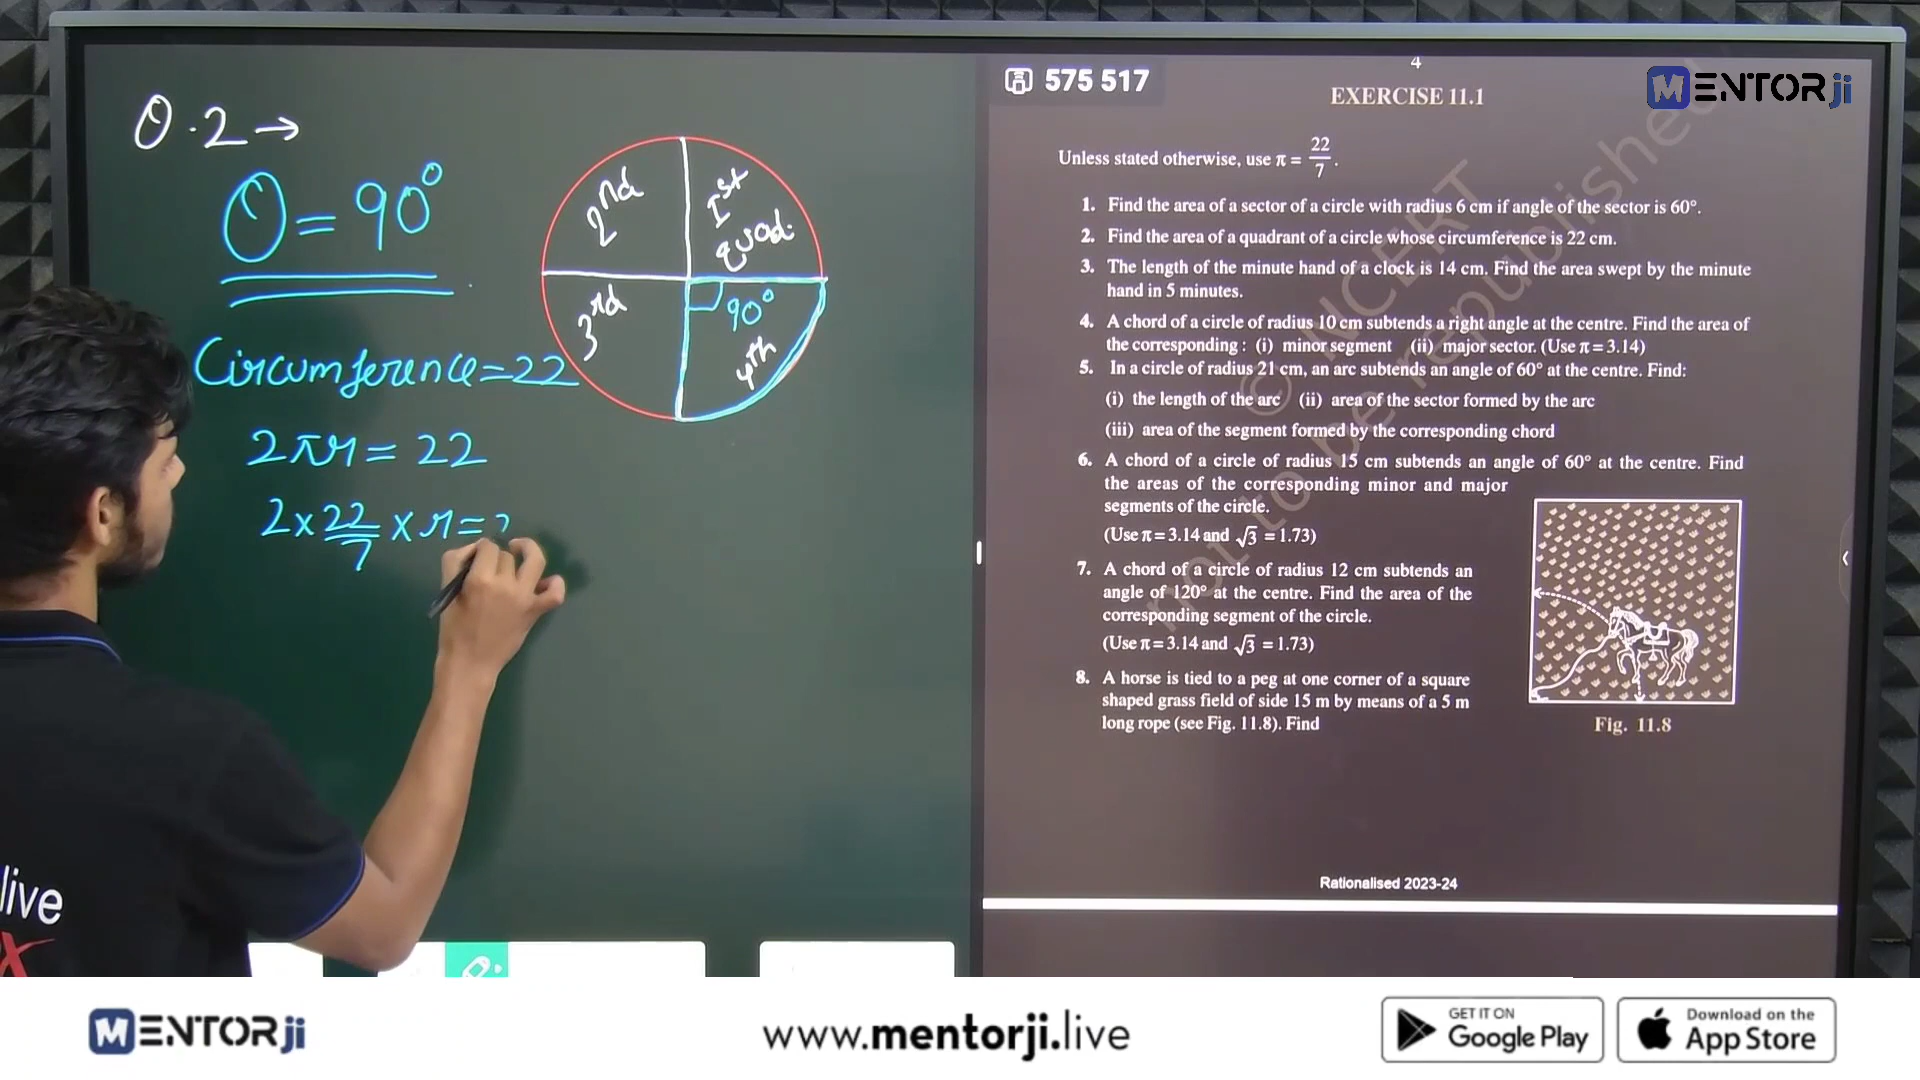 Q.2→
θ = 90°
Circumference = 22
2πr = 22
2 × 22/7 × r = 2
2nd
Ist
quad.
3rd
90°
4th
575 517
4
MENTORji
EXERCISE 11.1
Unless stated otherwise, use π = 22/7.
1. Find the area of a sector of a circle with radius 6 cm if angle of the sector is 60°.
2. Find the area of a quadrant of a circle whose circumference is 22 cm.
3. The length of the minute hand of a clock is 14 cm. Find the area swept by the minute
hand in 5 minutes.
4. A chord of a circle of radius 10 cm subtends a right angle at the centre. Find the area of
the corresponding : (i) minor segment (ii) major sector. (Use π = 3.14)
5. In a circle of radius 21 cm, an arc subtends an angle of 60° at the centre. Find:
(i) the length of the arc (ii) area of the sector formed by the arc
(iii) area of the segment formed by the corresponding chord
6. A chord of a circle of radius 15 cm subtends an angle of 60° at the centre. Find
the areas of the corresponding minor and major
segments of the circle.
(Use π = 3.14 and √3 = 1.73)
7. A chord of a circle of radius 12 cm subtends an
angle of 120° at the centre. Find the area of the
corresponding segment of the circle.
(Use π = 3.14 and √3 = 1.73)
8. A horse is tied to a peg at one corner of a square
shaped grass field of side 15 m by means of a 5 m
long rope (see Fig. 11.8). Find
Fig. 11.8
© NCERT
not to be republished
Rationalised 2023-24
live
MENTORji
www.mentorji.live
GET IT ON
Google Play
Download on the
App Store